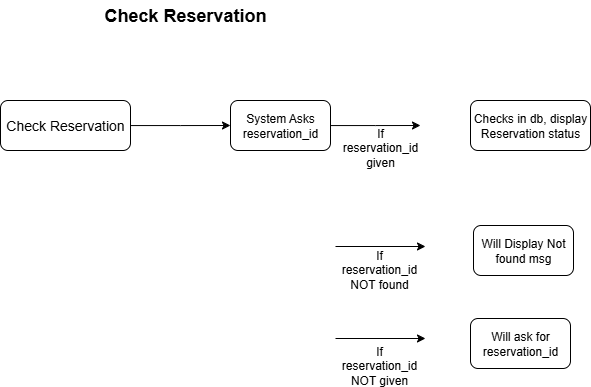 Check Reservation
Check Reservation
System Asks
reservation_id
If
reservation_id
given
Checks in db, display
Reservation status
If
reservation_id
NOT found
Will Display Not
found msg
If
reservation_id
NOT given
Will ask for
reservation_id